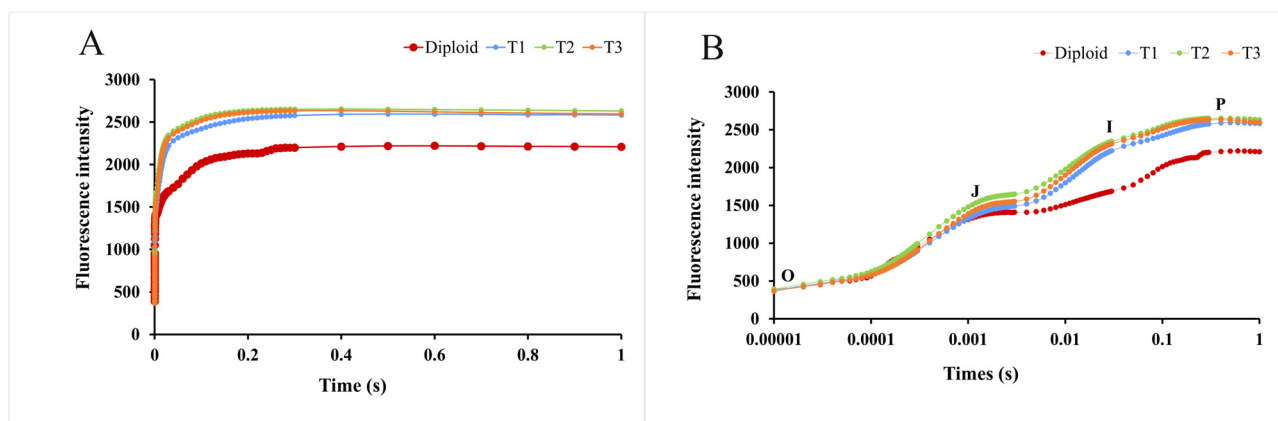 A
Diploid T1 T2 T3
Fluorescence intensity
3000
2500
2000
1500
1000
500
0
0 0.2 0.4 0.6 0.8 1
Time (s)
B
Diploid T1 T2 T3
Fluorescence intensity
3000
2500
2000
1500
1000
500
0
O
J
I
P
0.00001 0.0001 0.001 0.01 0.1 1
Times (s)